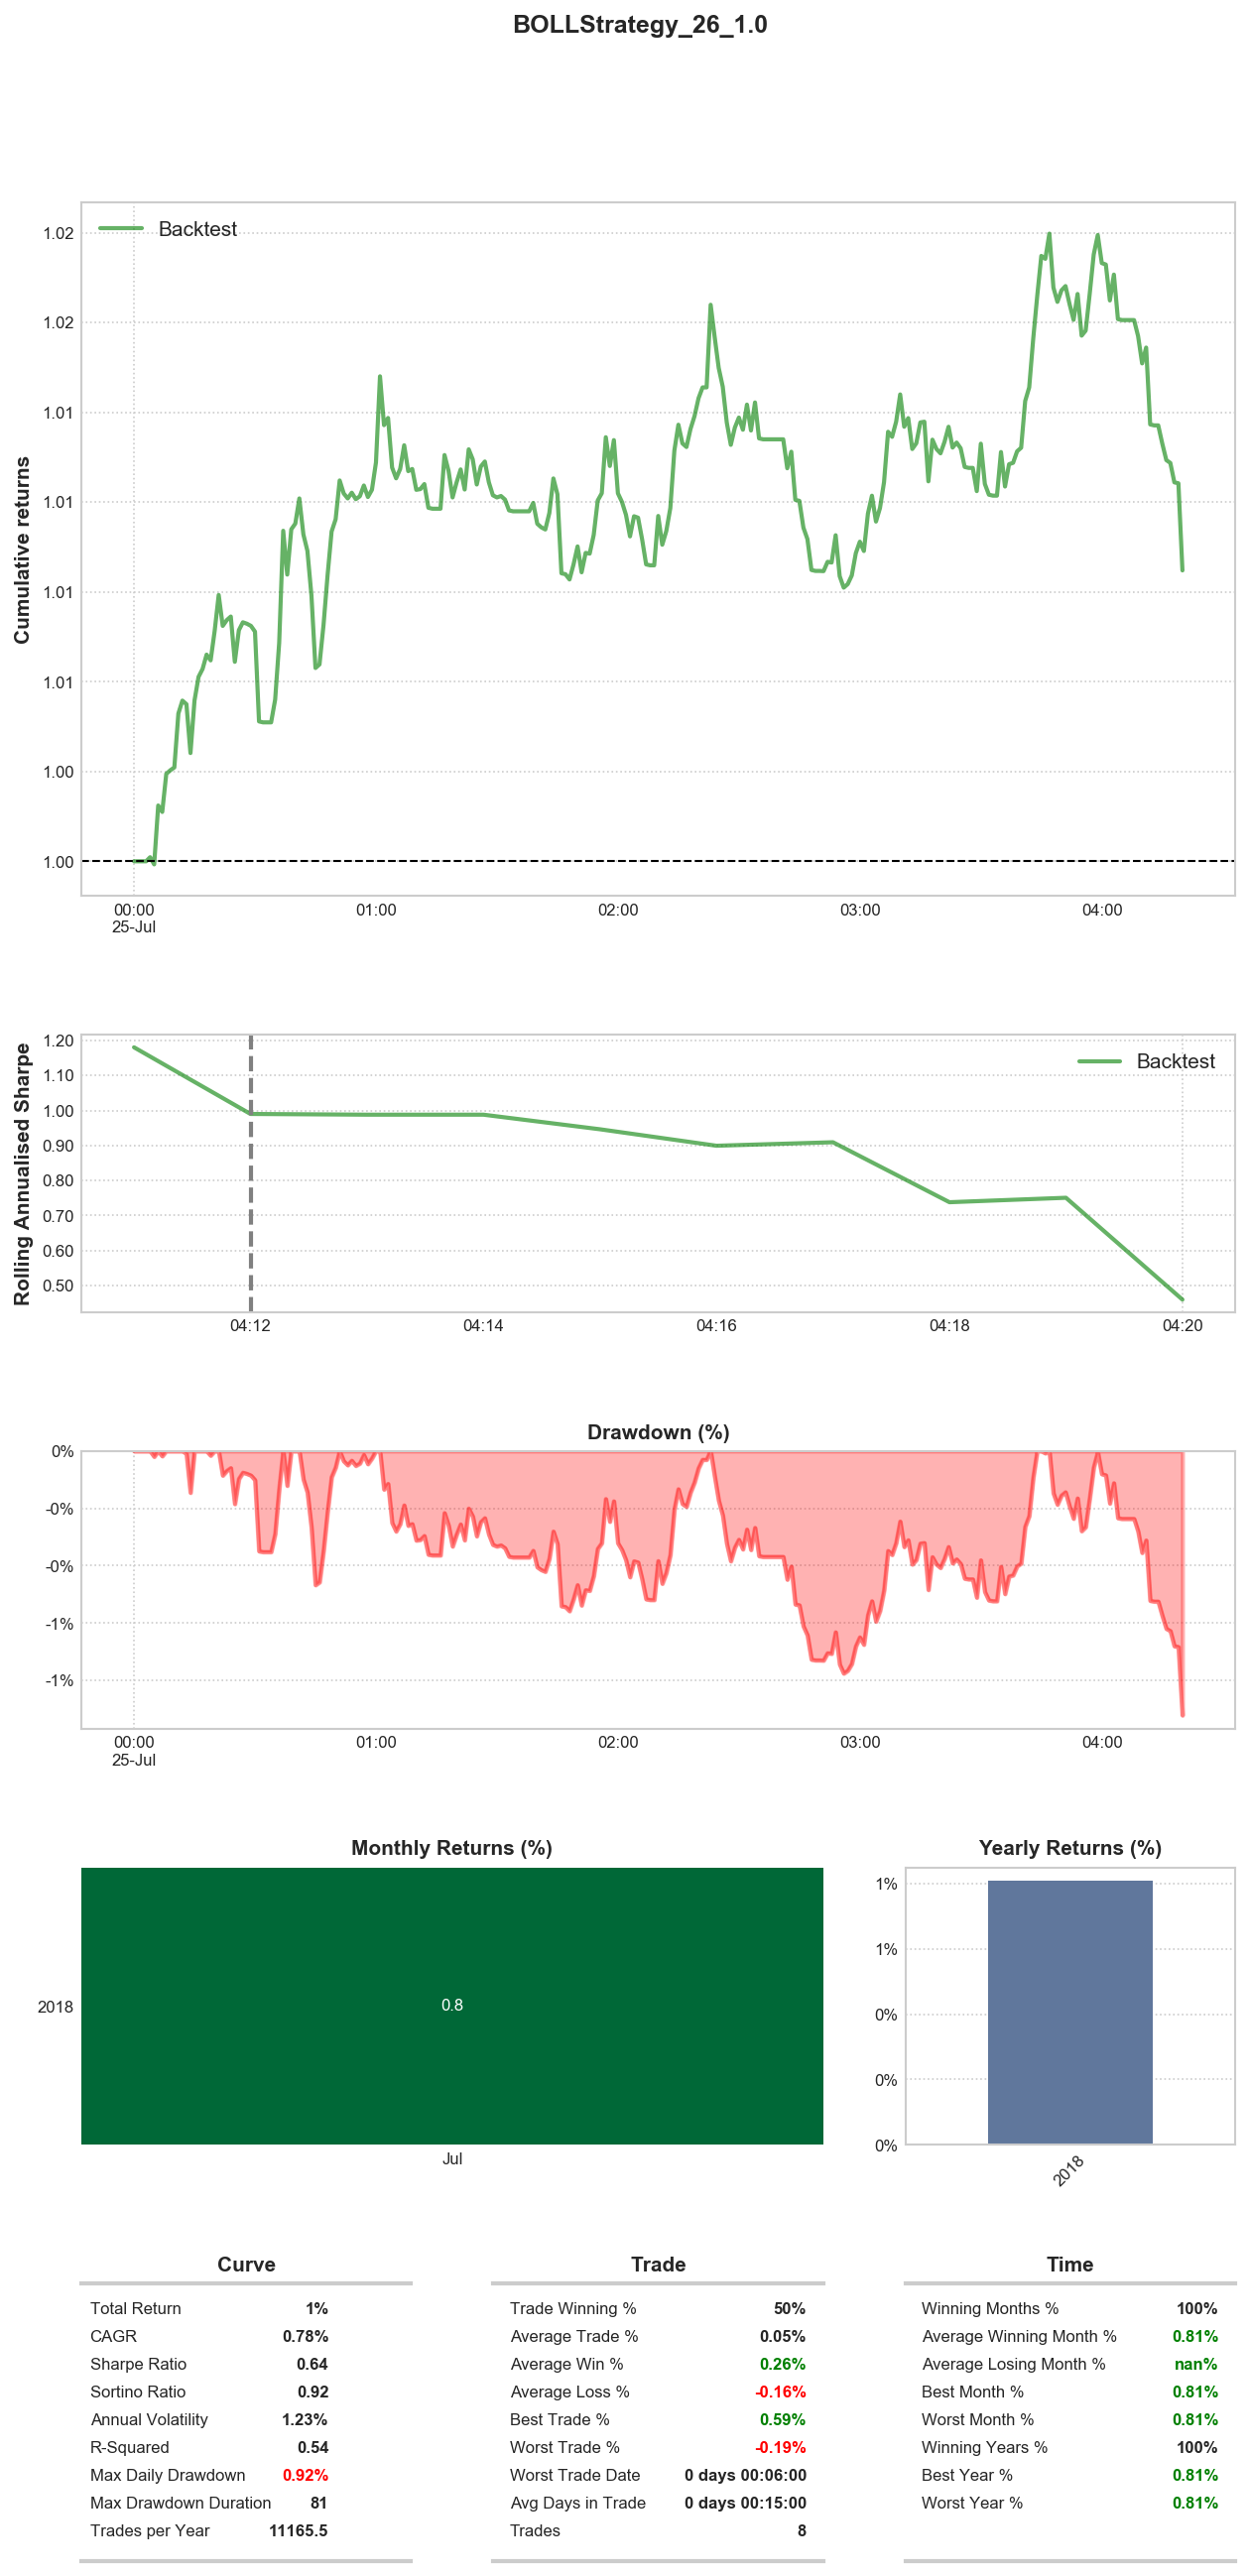 BOLLStrategy_26_1.0
Backtest
Cumulative returns
1.02
1.02
1.01
1.01
1.01
1.01
1.00
1.00
00:00 01:00 02:00 03:00 04:00
25-Jul
Backtest
Rolling Annualised Sharpe
1.20
1.10
1.00
0.90
0.80
0.70
0.60
0.50
04:12 04:14 04:16 04:18 04:20
Drawdown (%)
0%
-0%
-0%
-1%
-1%
00:00 01:00 02:00 03:00 04:00
25-Jul
Monthly Returns (%)
2018
0.8
Jul
Yearly Returns (%)
1%
1%
0%
0%
0%
2018
Curve
Total Return 1%
CAGR 0.78%
Sharpe Ratio 0.64
Sortino Ratio 0.92
Annual Volatility 1.23%
R-Squared 0.54
Max Daily Drawdown 0.92%
Max Drawdown Duration 81
Trades per Year 11165.5
Trade
Trade Winning % 50%
Average Trade % 0.05%
Average Win % 0.26%
Average Loss % -0.16%
Best Trade % 0.59%
Worst Trade % -0.19%
Worst Trade Date 0 days 00:06:00
Avg Days in Trade 0 days 00:15:00
Trades 8
Time
Winning Months % 100%
Average Winning Month % 0.81%
Average Losing Month % nan%
Best Month % 0.81%
Worst Month % 0.81%
Winning Years % 100%
Best Year % 0.81%
Worst Year % 0.81%